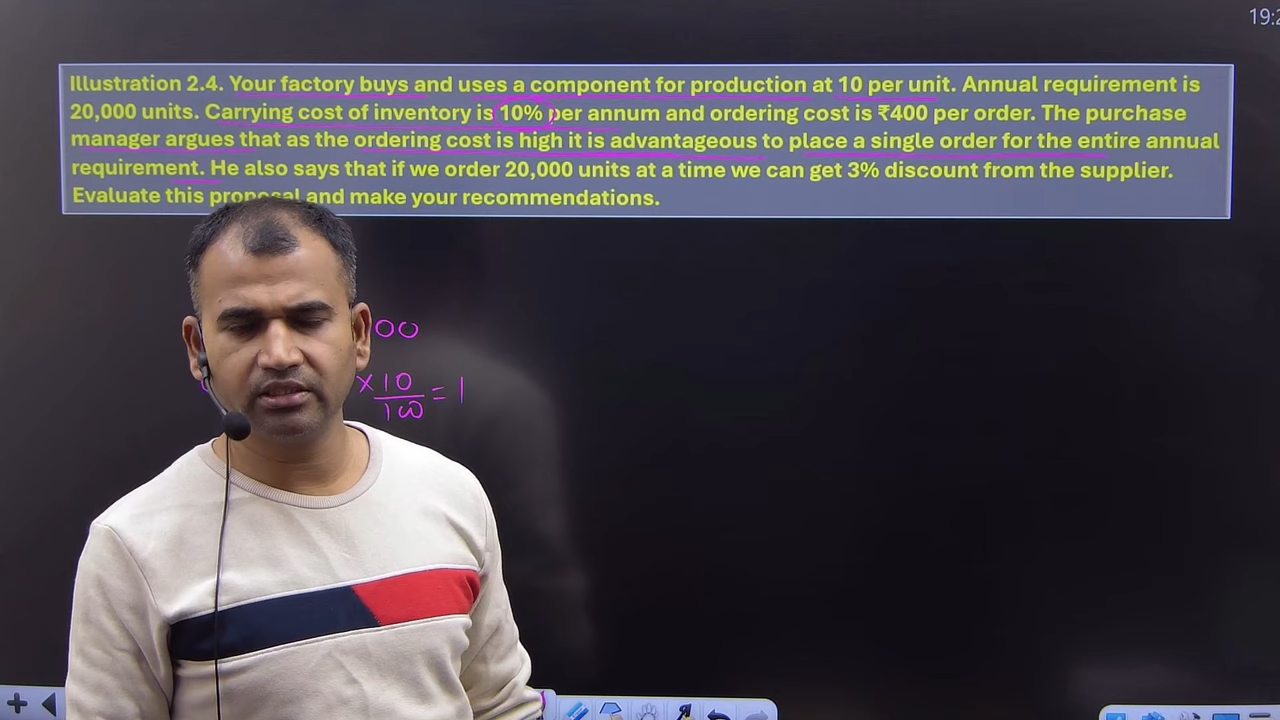 19:2
Illustration 2.4. Your factory buys and uses a component for production at 10 per unit. Annual requirement is
20,000 units. Carrying cost of inventory is 10% per annum and ordering cost is ₹400 per order. The purchase
manager argues that as the ordering cost is high it is advantageous to place a single order for the entire annual
requirement. He also says that if we order 20,000 units at a time we can get 3% discount from the supplier.
Evaluate this proposal and make your recommendations.
00
× 10/100 = 1